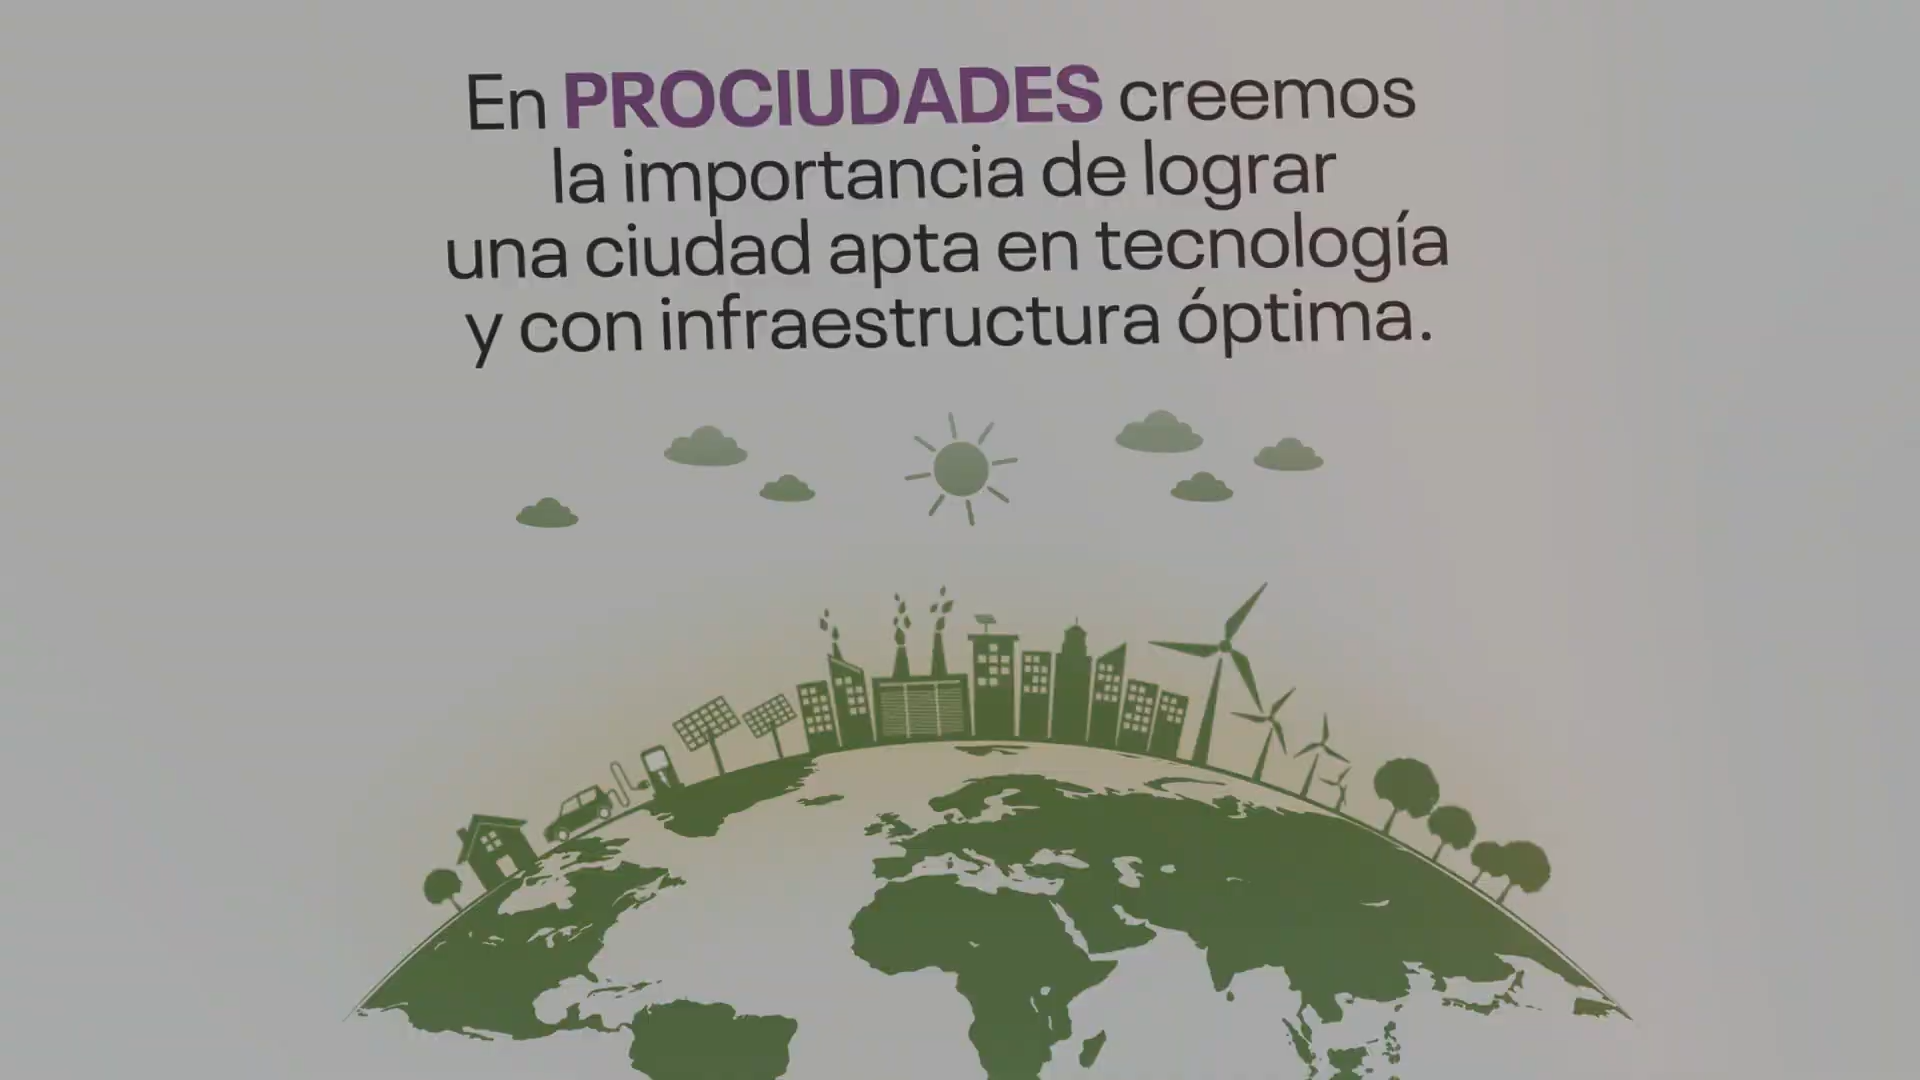 En PROCIUDADES creemos
la importancia de lograr
una ciudad apta en tecnología
y con infraestructura óptima.